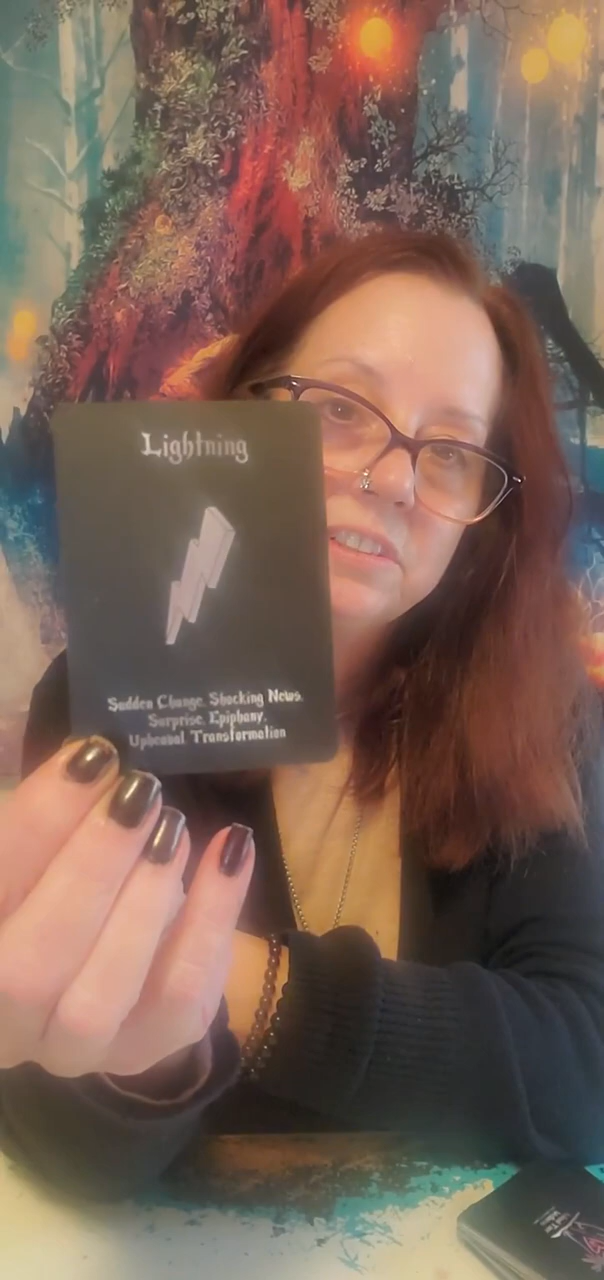 Lightning
Sudden Change, Shocking News,
Surprise, Epiphany,
Upheaval, Transformation